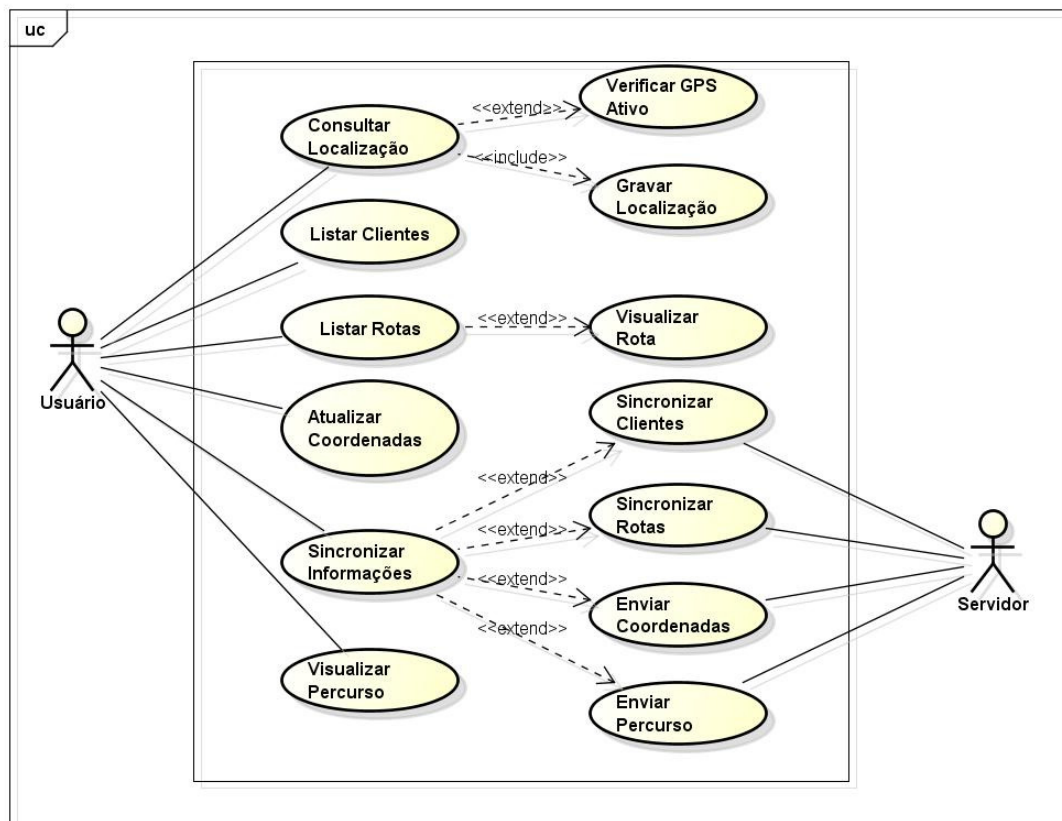 uc
Verificar GPS
Ativo
<<extend>>
Consultar
Localização
<<include>>
Gravar
Localização
Listar Clientes
Listar Rotas
<<extend>>
Visualizar
Rota
Usuário
Atualizar
Coordenadas
Sincronizar
Clientes
<<extend>>
Sincronizar
Rotas
<<extend>>
Sincronizar
Informações
<<extend>>
Enviar
Coordenadas
Servidor
<<extend>>
Visualizar
Percurso
Enviar
Percurso